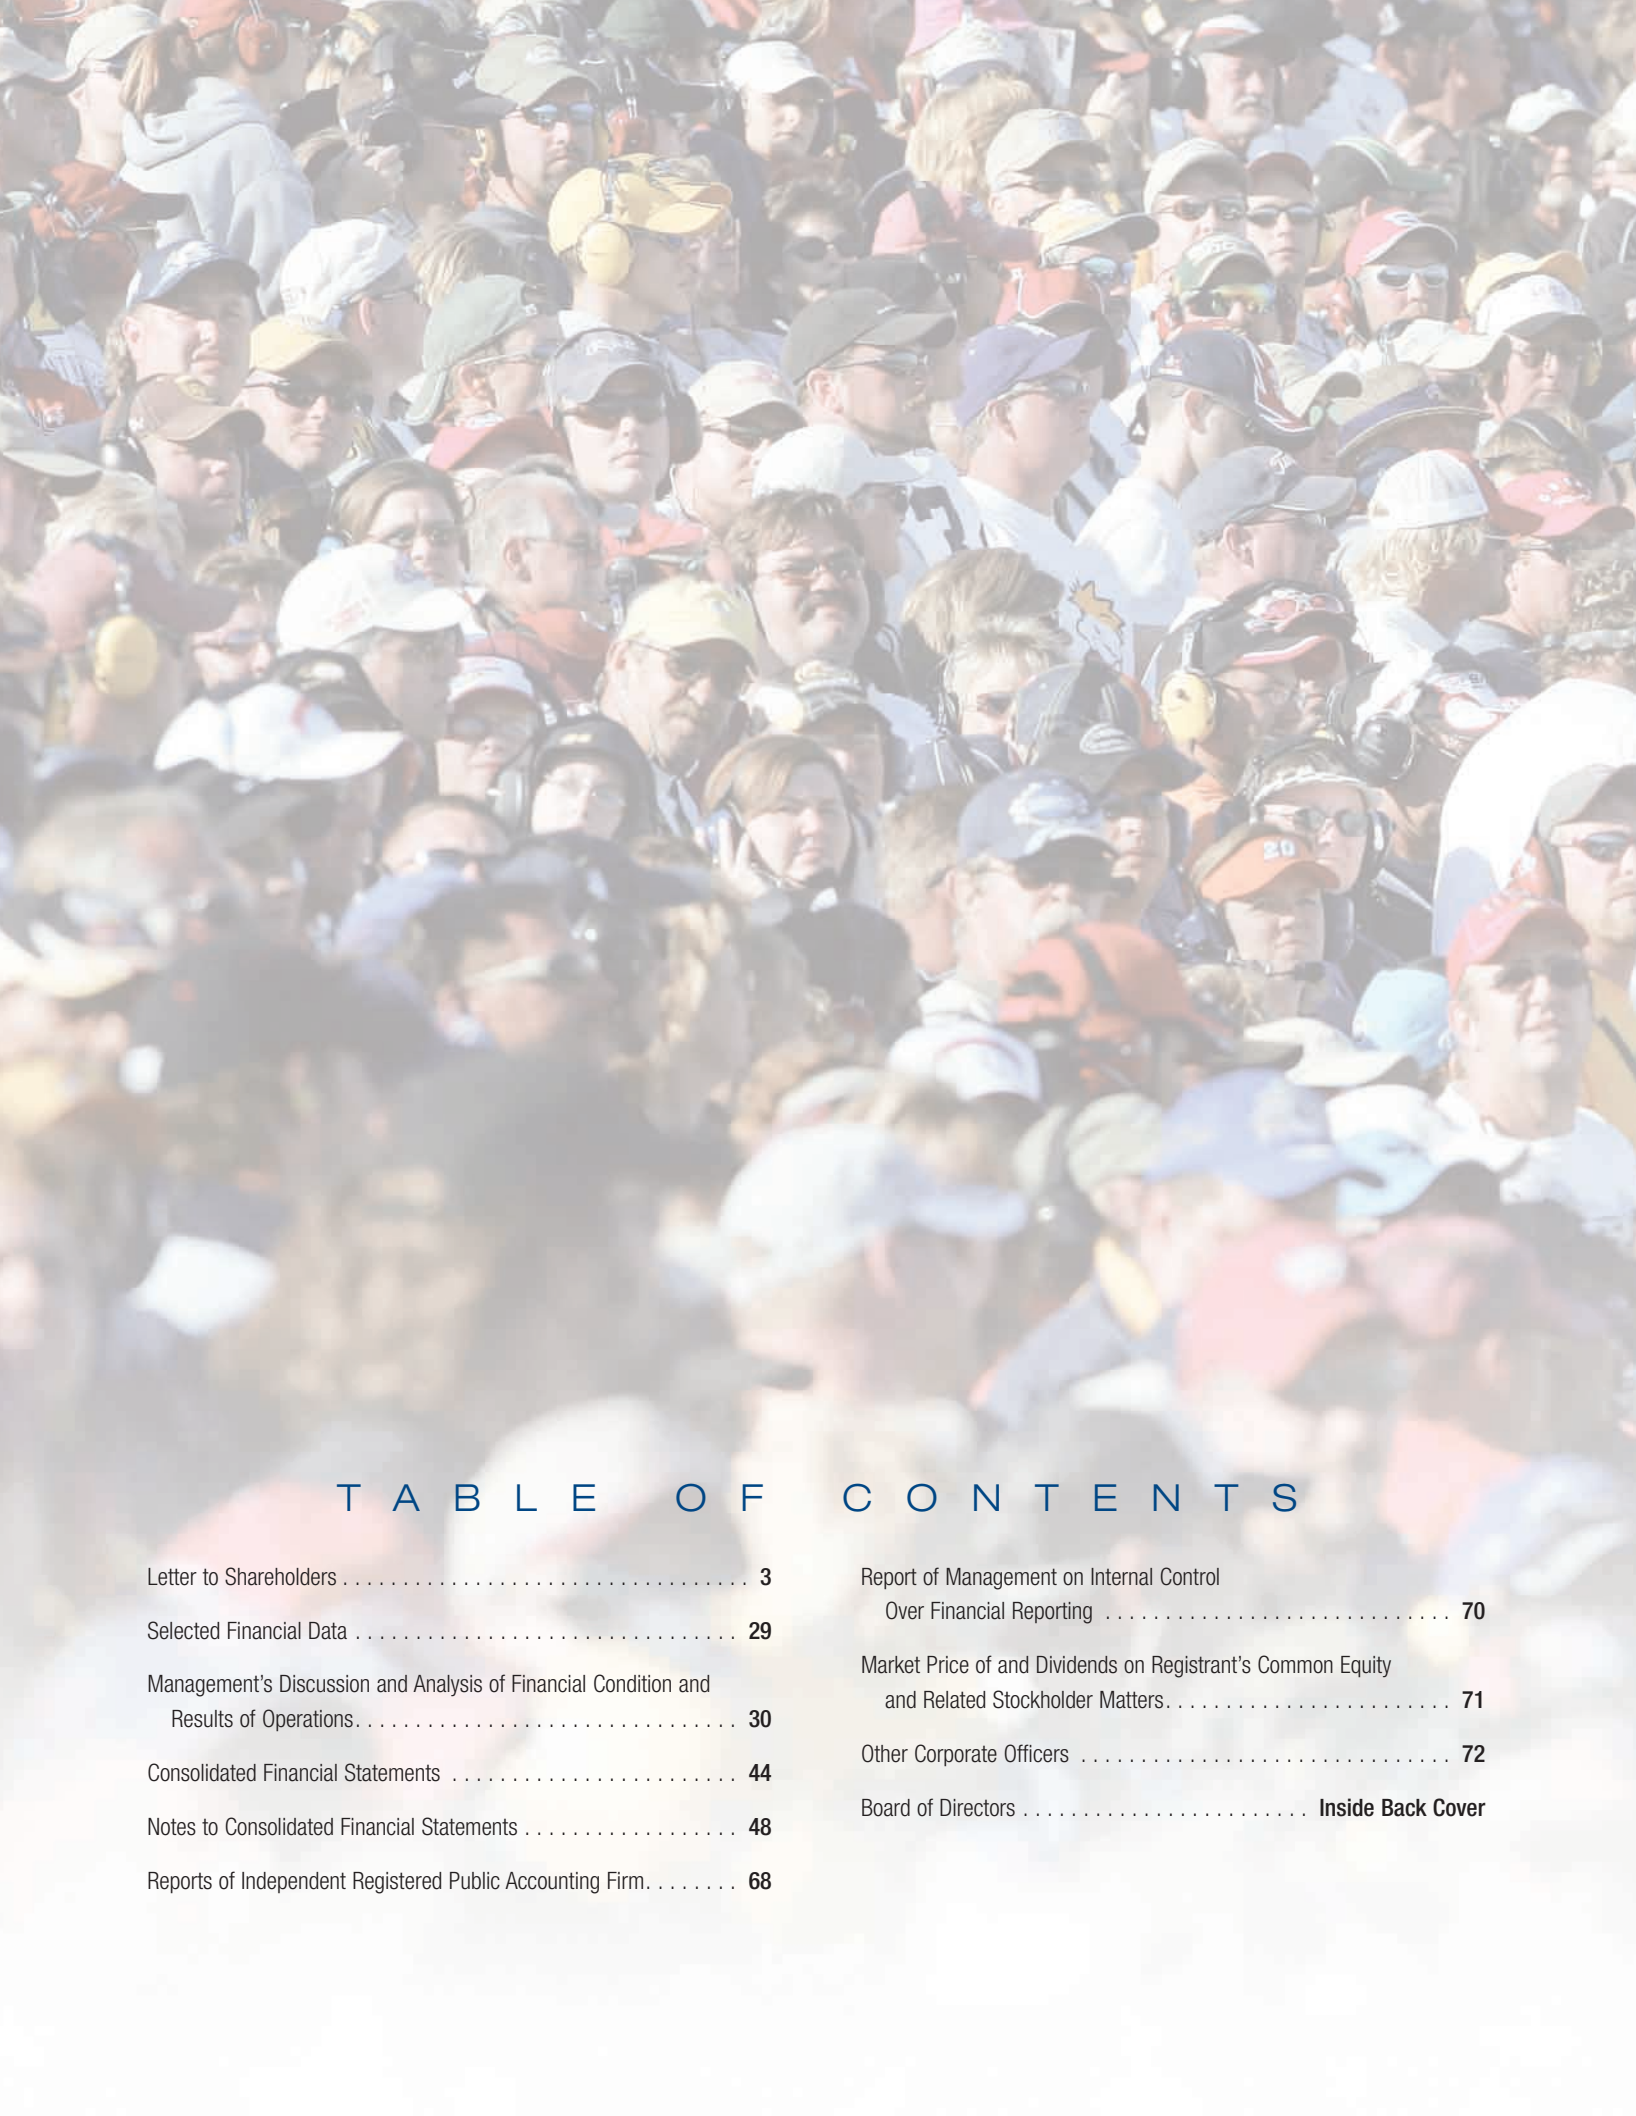 TABLE OF CONTENTS
Letter to Shareholders . . . . . . . . . . . . . . . . . . . . . . . . . . . . . . . . . . 3
Selected Financial Data . . . . . . . . . . . . . . . . . . . . . . . . . . . . . . . . 29
Management’s Discussion and Analysis of Financial Condition and
Results of Operations. . . . . . . . . . . . . . . . . . . . . . . . . . . . . . . . 30
Consolidated Financial Statements . . . . . . . . . . . . . . . . . . . . . . . . 44
Notes to Consolidated Financial Statements . . . . . . . . . . . . . . . . . . 48
Reports of Independent Registered Public Accounting Firm. . . . . . . . 68
Report of Management on Internal Control
Over Financial Reporting . . . . . . . . . . . . . . . . . . . . . . . . . . . . . 70
Market Price of and Dividends on Registrant’s Common Equity
and Related Stockholder Matters. . . . . . . . . . . . . . . . . . . . . . . . 71
Other Corporate Officers . . . . . . . . . . . . . . . . . . . . . . . . . . . . . . . 72
Board of Directors . . . . . . . . . . . . . . . . . . . . . . . . Inside Back Cover
20